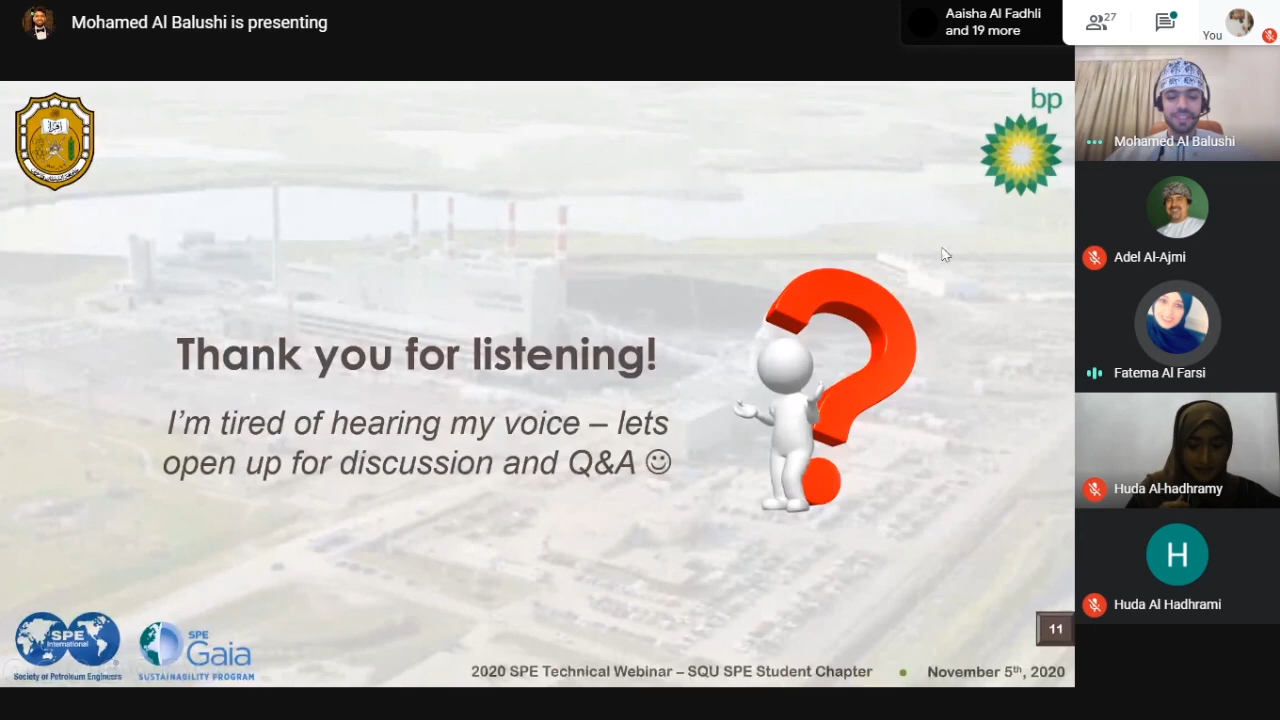 Mohamed Al Balushi is presenting
Aaisha Al Fadhli
and 19 more
27
You
bp
Mohamed Al Balushi
Adel Al-Ajmi
Fatema Al Farsi
Huda Al-hadhramy
H
Huda Al Hadhrami
Thank you for listening!
I'm tired of hearing my voice – lets
open up for discussion and Q&A ☺
SPE
International
Society of Petroleum Engineers
SPE
Gaia
SUSTAINABILITY PROGRAM
11
2020 SPE Technical Webinar – SQU SPE Student Chapter • November 5th, 2020